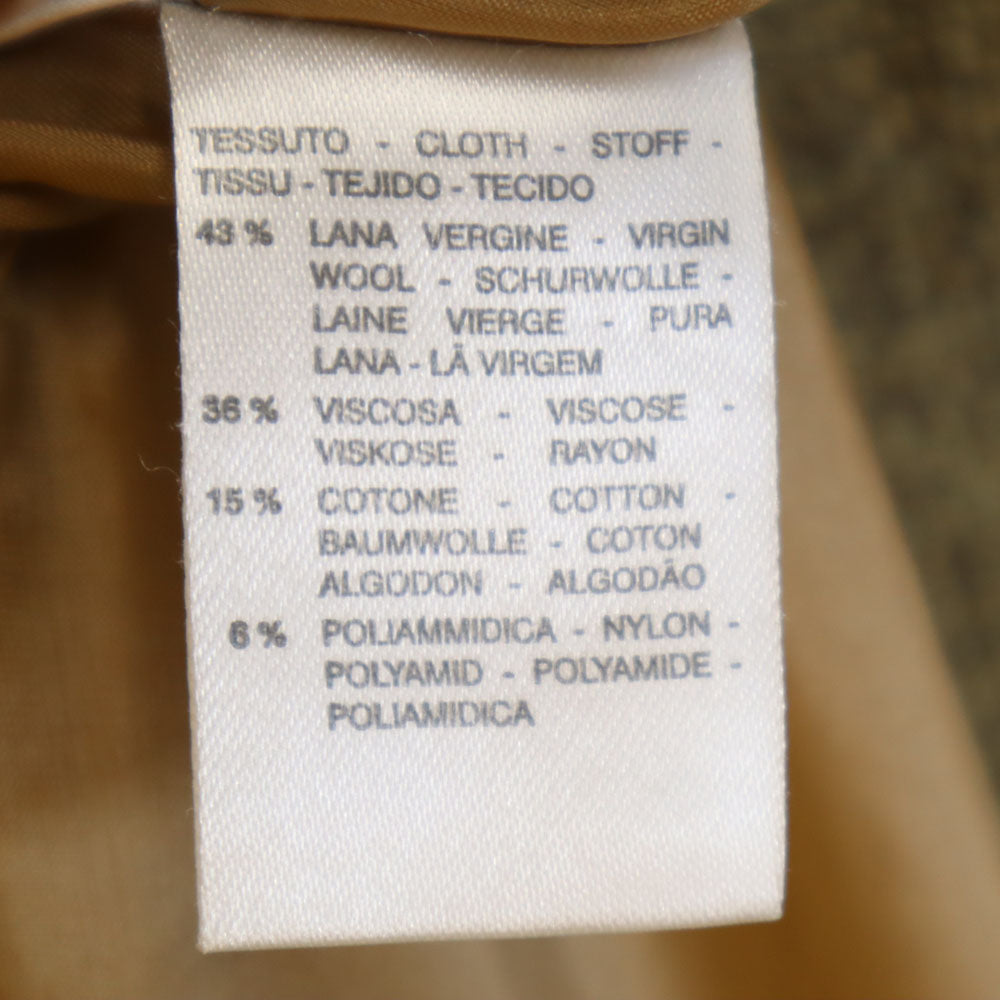 TESSUTO - CLOTH - STOFF -
TISSU - TEJIDO - TECIDO
43 % LANA VERGINE - VIRGIN
WOOL - SCHURWOLLE -
LAINE VIERGE - PURA
LANA - LÃ VIRGEM
36 % VISCOSA - VISCOSE -
VISKOSE - RAYON
15 % COTONE - COTTON -
BAUMWOLLE - COTON
ALGODON - ALGODÃO
6 % POLIAMMIDICA - NYLON -
POLYAMID - POLYAMIDE -
POLIAMIDICA